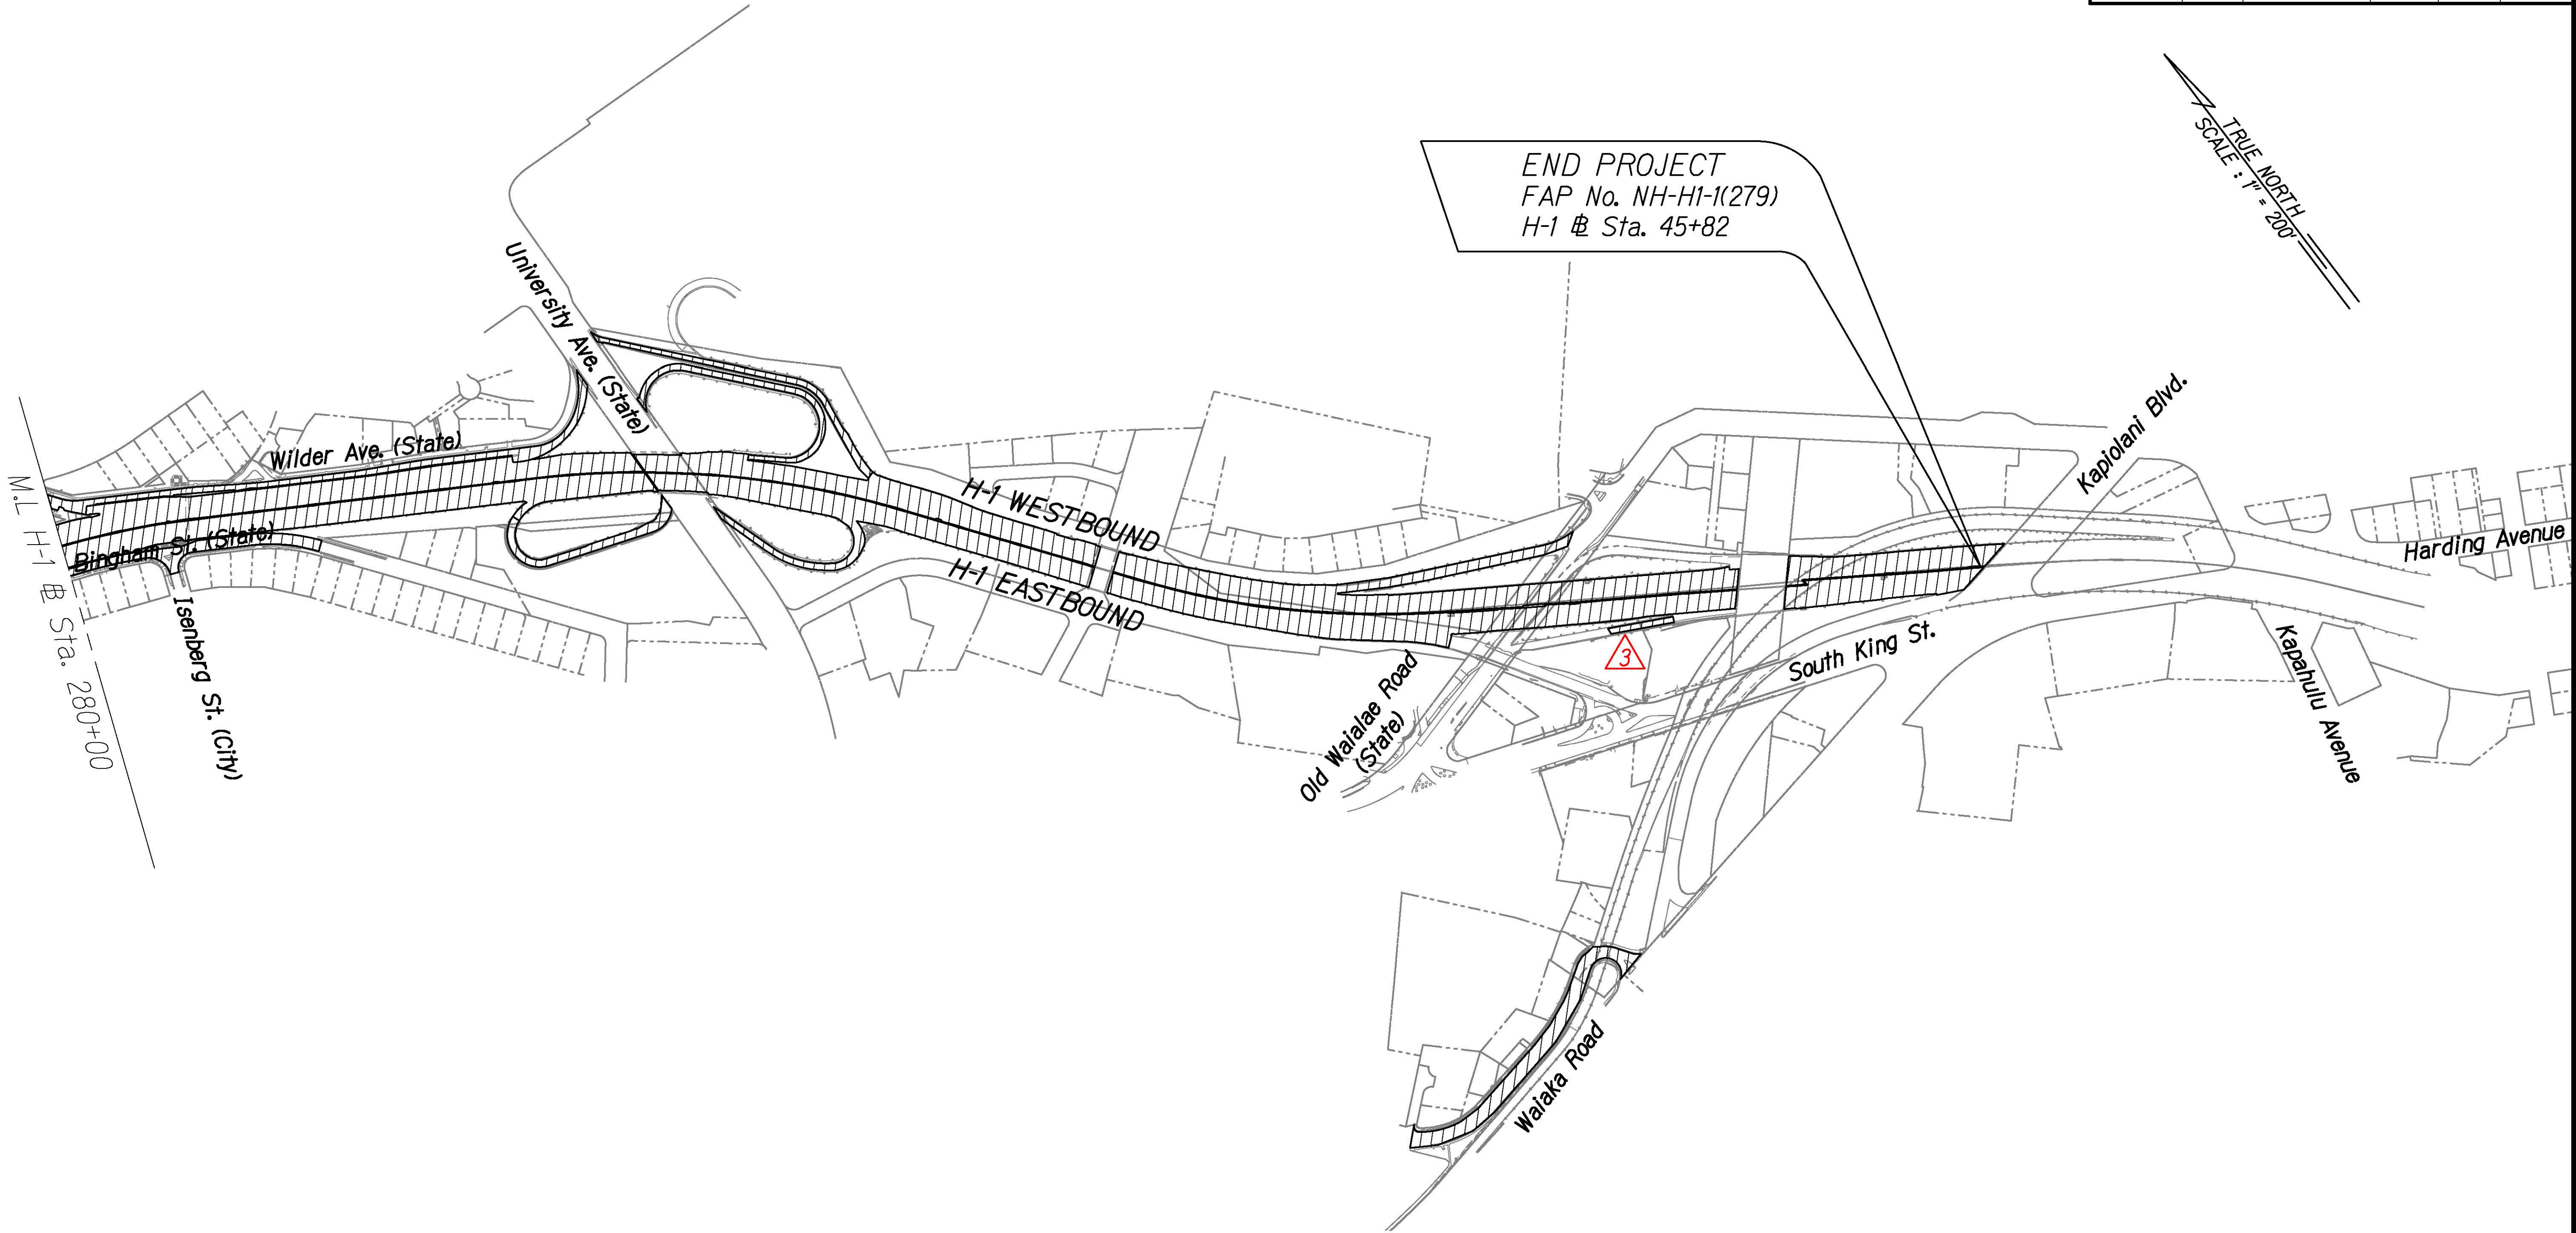 END PROJECT
FAP No. NH-H1-1(279)
H-1 ℄ Sta. 45+82
TRUE NORTH
SCALE : 1" = 200'
University Ave. (State)
Wilder Ave. (State)
Bingham St. (State)
Isenberg St. (City)
M.L H-1 ℄ Sta. 280+00
H-1 WESTBOUND
H-1 EASTBOUND
Old Waialae Road
(State)
3
South King St.
Kapiolani Blvd.
Harding Avenue
Kapahulu Avenue
Waiaka Road